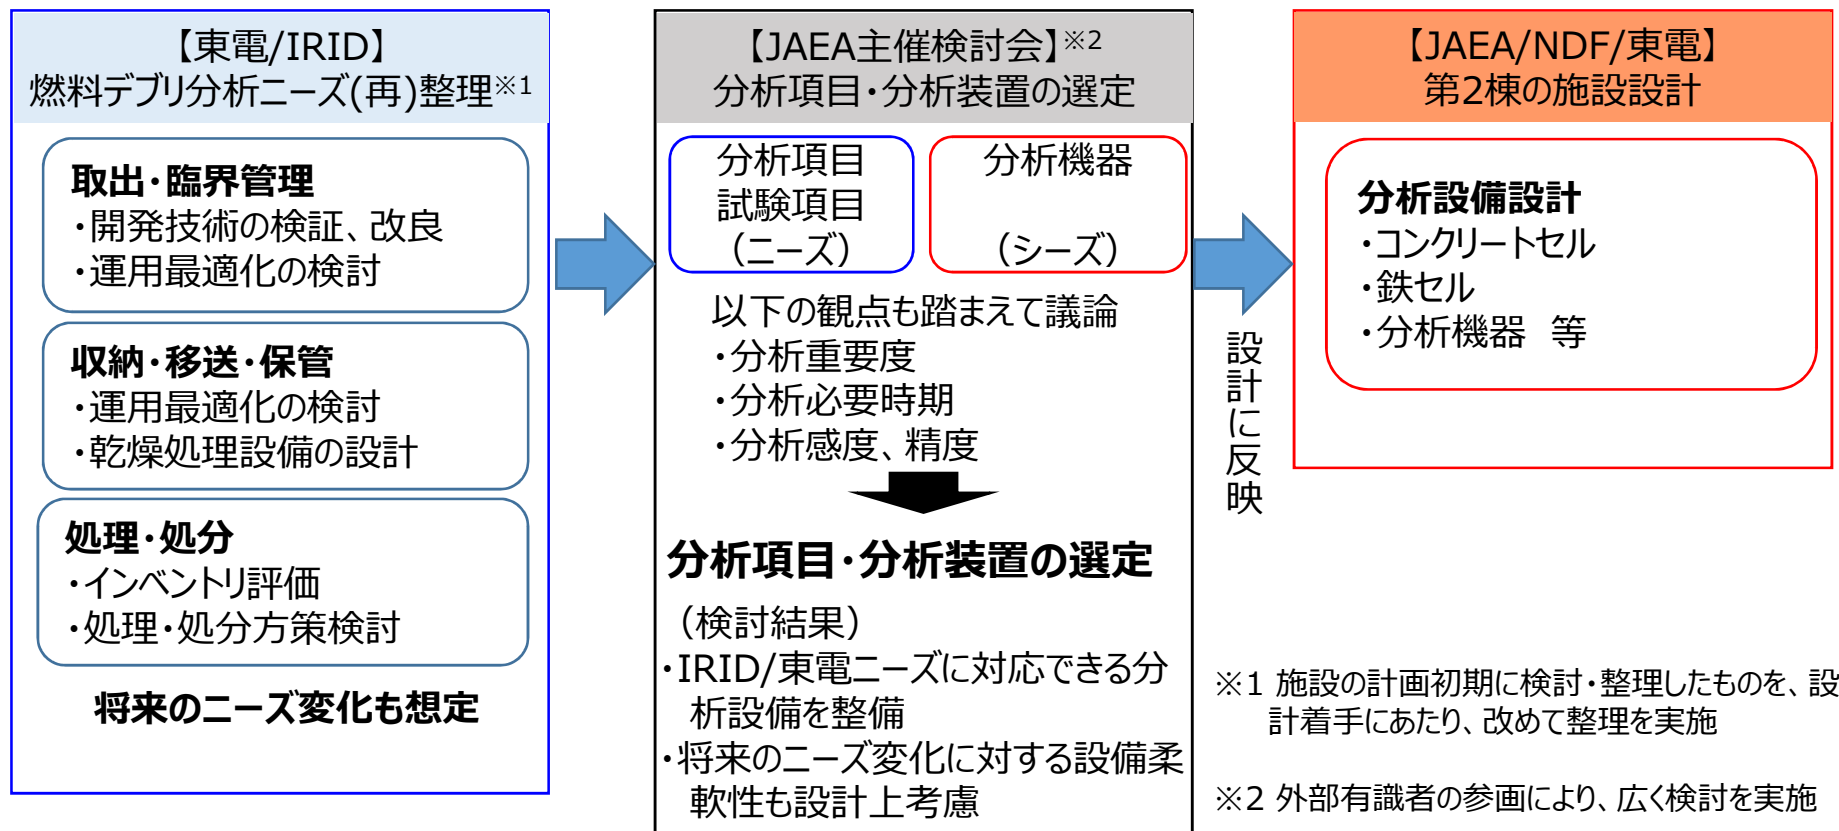 【東電/IRID】
燃料デブリ分析ニーズ(再)整理※1
取出・臨界管理
・開発技術の検証、改良
・運用最適化の検討
収納・移送・保管
・運用最適化の検討
・乾燥処理設備の設計
処理・処分
・インベントリ評価
・処理・処分方策検討
将来のニーズ変化も想定
【JAEA主催検討会】※2
分析項目・分析装置の選定
分析項目
試験項目
（ニーズ）
分析機器
（シーズ）
以下の観点も踏まえて議論
・分析重要度
・分析必要時期
・分析感度、精度
分析項目・分析装置の選定
（検討結果）
・IRID/東電ニーズに対応できる分
析設備を整備
・将来のニーズ変化に対する設備柔
軟性も設計上考慮
設計に反映
【JAEA/NDF/東電】
第2棟の施設設計
分析設備設計
・コンクリートセル
・鉄セル
・分析機器　等
※1 施設の計画初期に検討・整理したものを、設
計着手にあたり、改めて整理を実施
※2 外部有識者の参画により、広く検討を実施